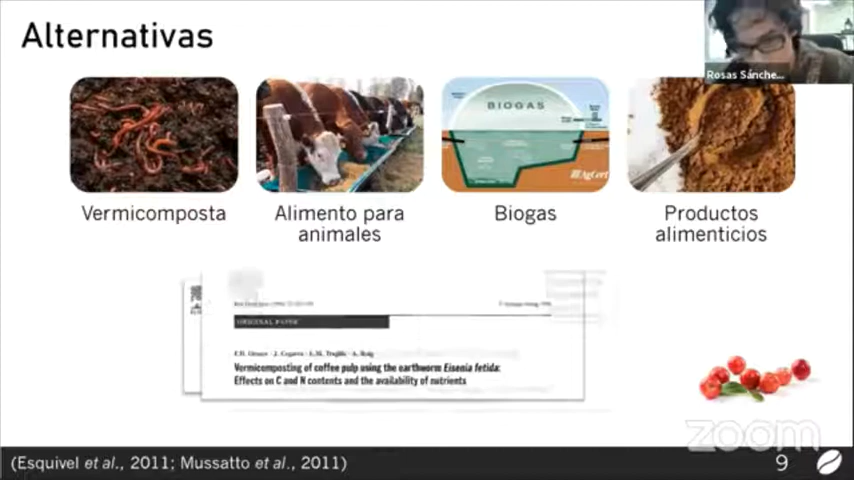 Alternativas
Rosas Sánche...
BIOGAS
AgCert
Vermicomposta
Alimento para
animales
Biogas
Productos
alimenticios
ORIGINAL PAPER
Vermicomposting of coffee pulp using the earthworm Eisenia fetida:
Effects on C and N contents and the availability of nutrients
zoom
(Esquivel et al., 2011; Mussatto et al., 2011)
9